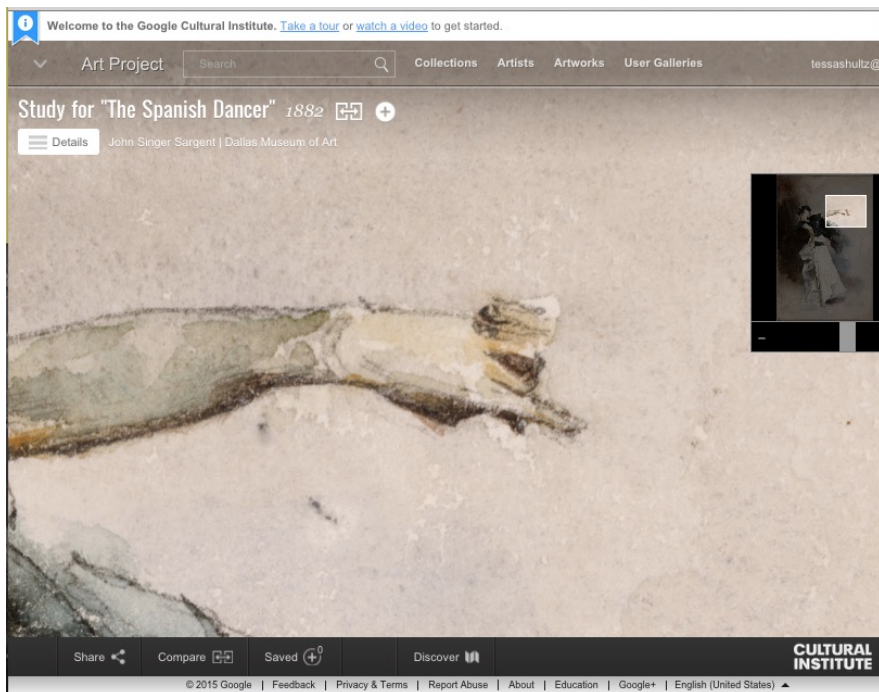 Welcome to the Google Cultural Institute. Take a tour or watch a video to get started.
Art Project Search Collections Artists Artworks User Galleries tessashultz@
Study for "The Spanish Dancer" 1882
Details John Singer Sargent | Dallas Museum of Art
Share Compare Saved 0 Discover CULTURAL
INSTITUTE
© 2015 Google | Feedback | Privacy & Terms | Report Abuse | About | Education | Google+ | English (United States)